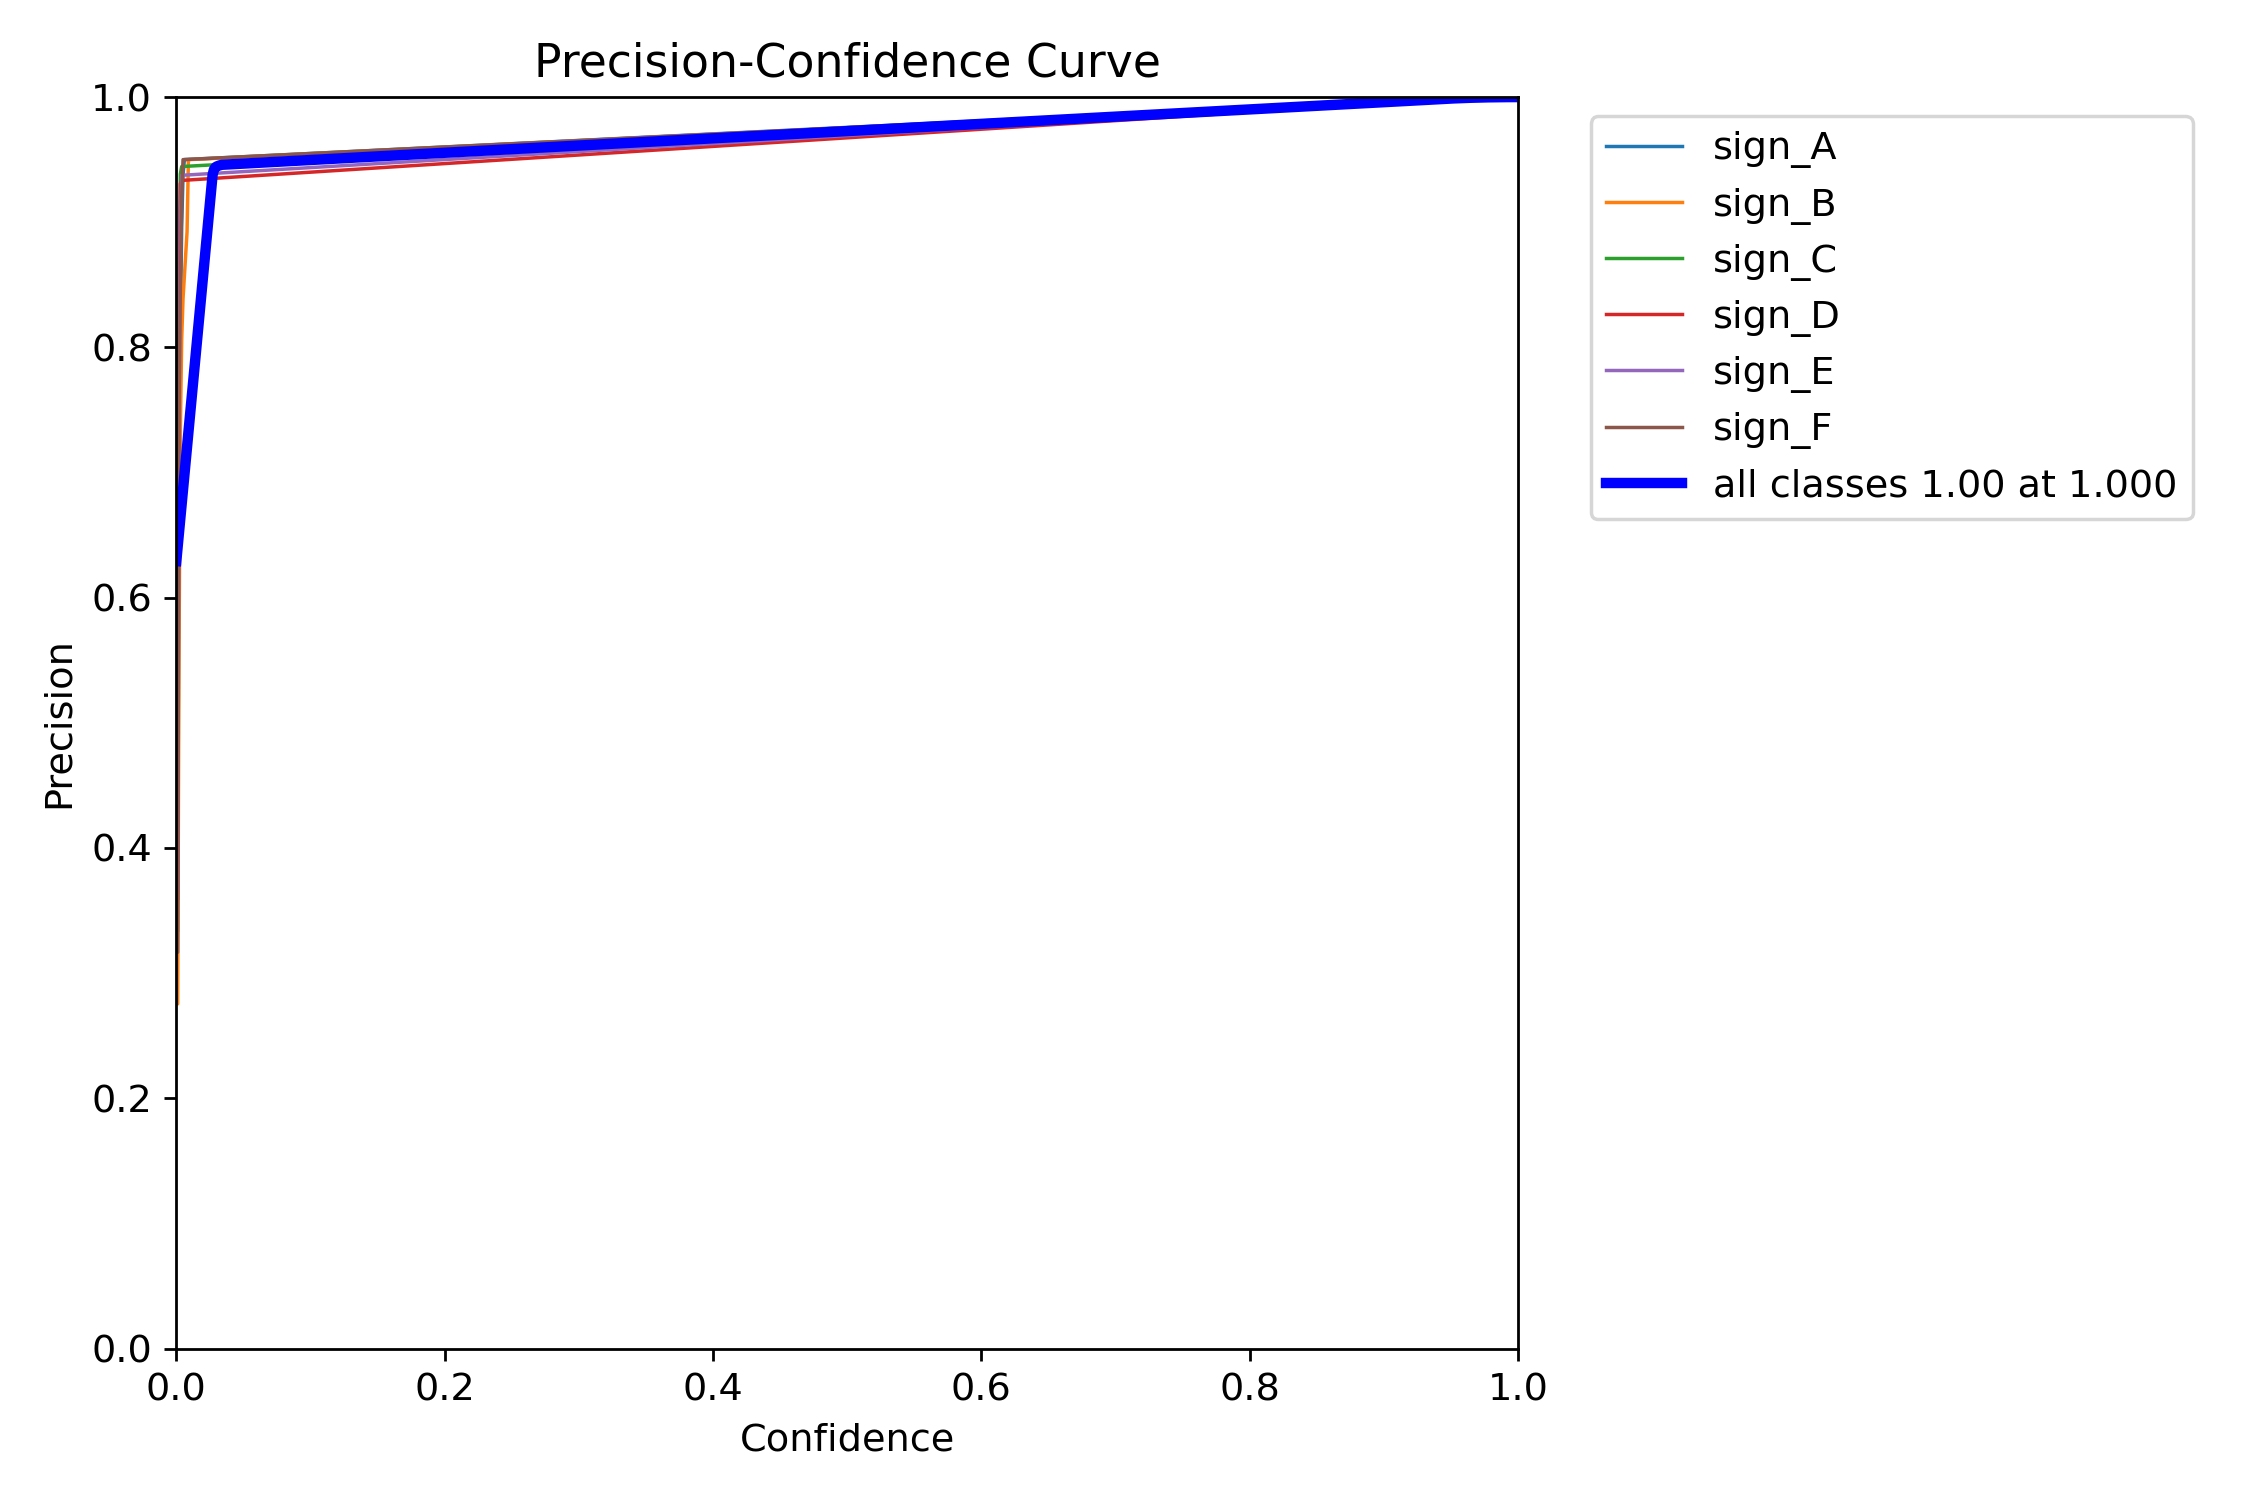 Precision-Confidence Curve
1.0
0.8
0.6
0.4
0.2
0.0
Precision
0.0 0.2 0.4 0.6 0.8 1.0
Confidence
sign_A
sign_B
sign_C
sign_D
sign_E
sign_F
all classes 1.00 at 1.000